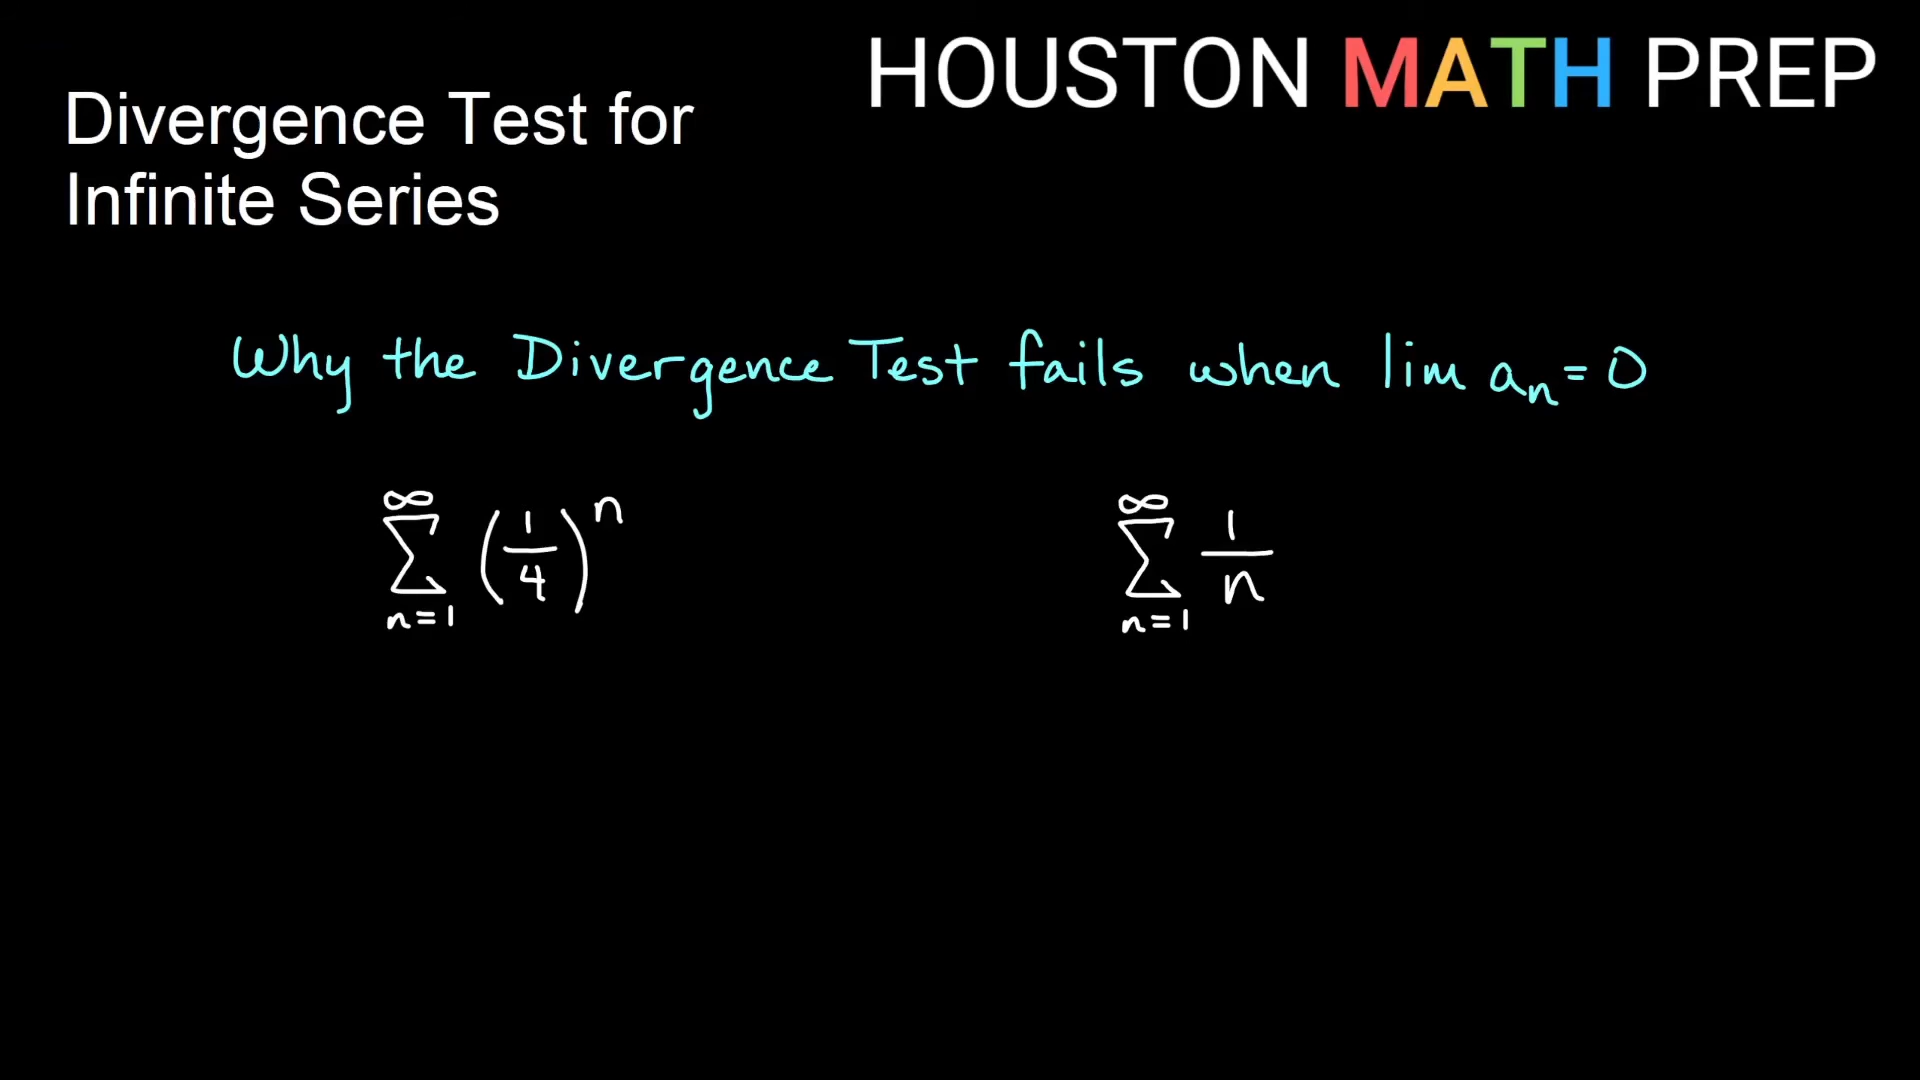 HOUSTON MATH PREP
Divergence Test for
Infinite Series
Why the Divergence Test fails when lim aₙ = 0
∞ ∑ n=1 (1/4)ⁿ
∞ ∑ n=1 1/n